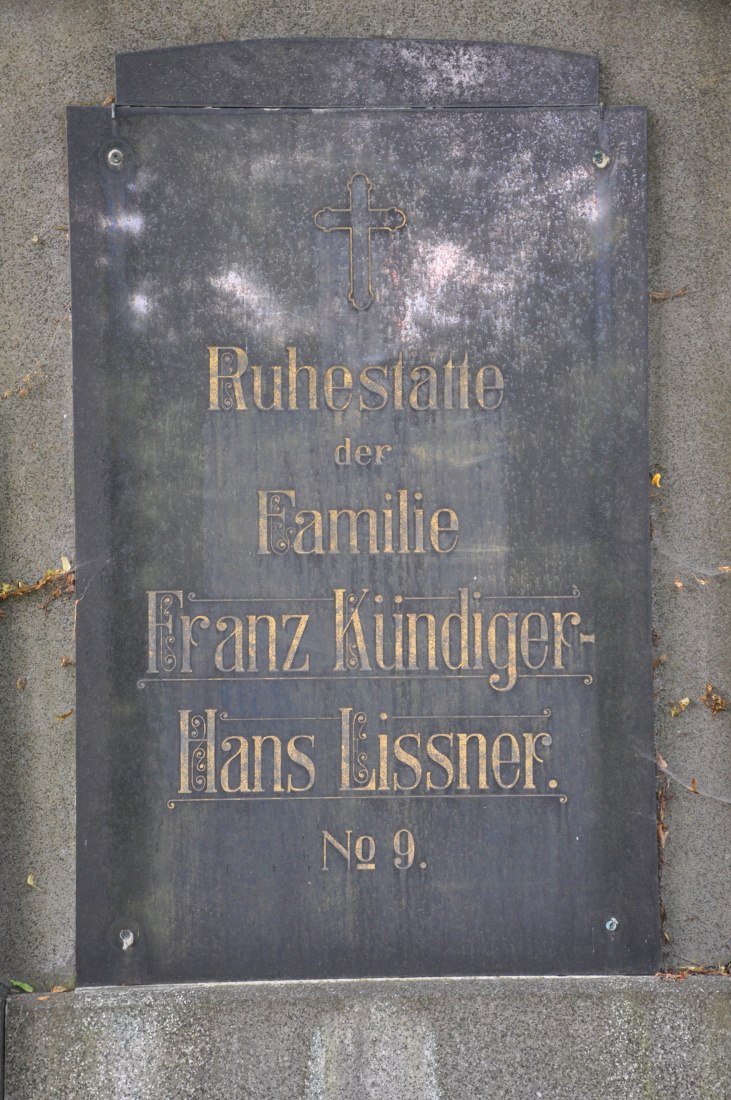 Ruhestätte
der
Familie
Franz Kündiger-
Hans Lissner.
No 9.